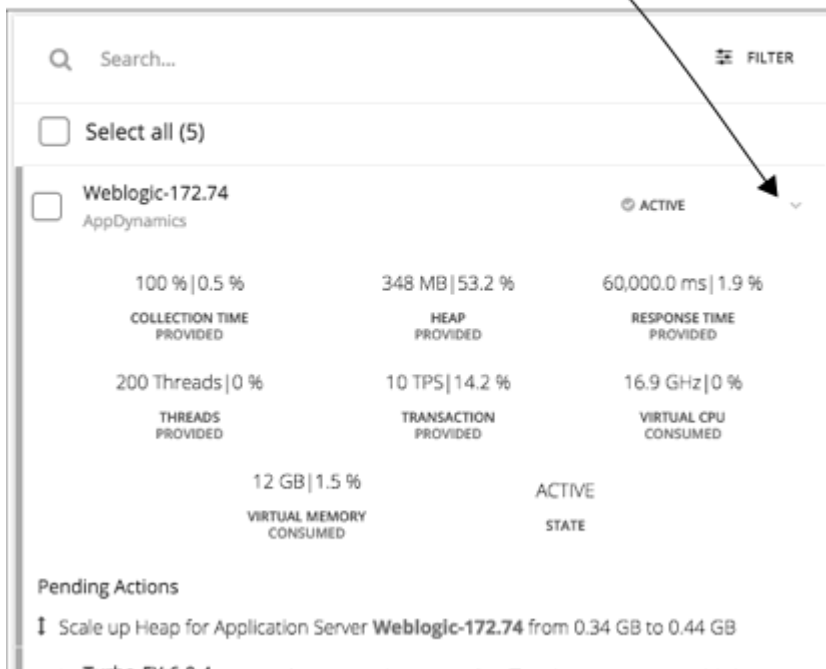 Search...
FILTER
Select all (5)
Weblogic-172.74
ACTIVE
AppDynamics
100 %|0.5 %
348 MB|53.2 %
60,000.0 ms|1.9 %
COLLECTION TIME
PROVIDED
HEAP
PROVIDED
RESPONSE TIME
PROVIDED
200 Threads|0 %
10 TPS|14.2 %
16.9 GHz|0 %
THREADS
PROVIDED
TRANSACTION
PROVIDED
VIRTUAL CPU
CONSUMED
12 GB|1.5 %
ACTIVE
VIRTUAL MEMORY
CONSUMED
STATE
Pending Actions
Scale up Heap for Application Server Weblogic-172.74 from 0.34 GB to 0.44 GB